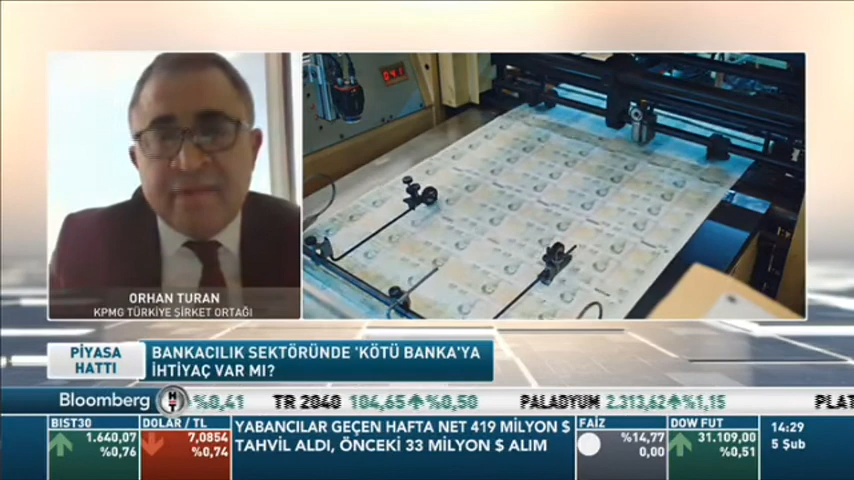 041
ORHAN TURAN
KPMG TÜRKİYE ŞİRKET ORTAĞI
PİYASA
HATTI
BANKACILIK SEKTÖRÜNDE 'KÖTÜ BANKA'YA
İHTİYAÇ VAR MI?
Bloomberg HT %0,41 TR 2040 104,65 %0,50 PALADYUM 2.313,62 %1,15 PLAT
BIST30
1.640,07
%0,76
DOLAR / TL
7,0854
%0,74
YABANCILAR GEÇEN HAFTA NET 419 MİLYON $
TAHVİL ALDI, ÖNCEKİ 33 MİLYON $ ALIM
FAİZ
%14,77
0,00
DOW FUT
31.109,00
%0,51
14:29
5 Şub